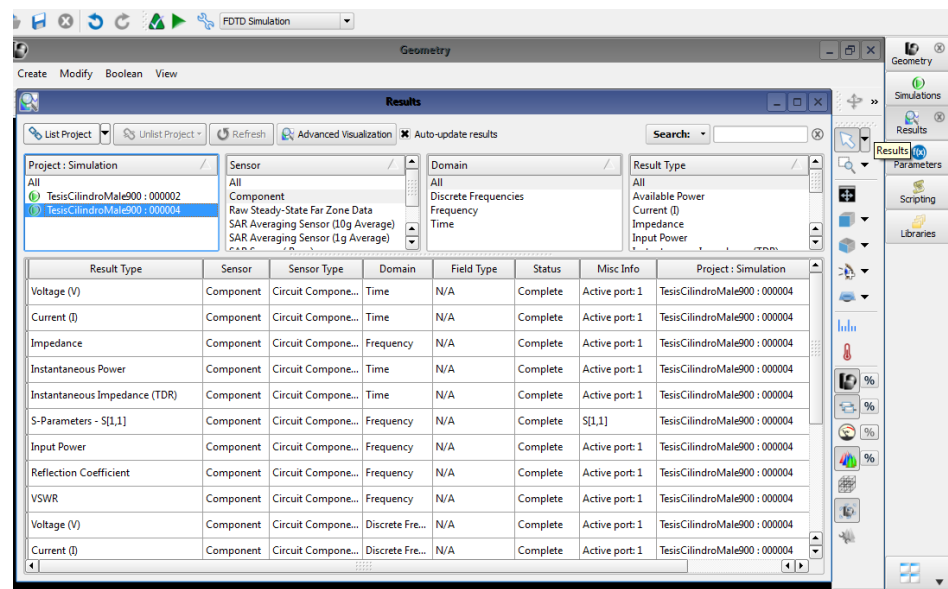 FDTD Simulation
Geometry
Geometry
Create Modify Boolean View
Simulations
Results
»
List Project Unlist Project Refresh Advanced Visualization Auto-update results Search:
Results
Results
Parameters
Project : Simulation Sensor Domain Result Type
All All All All
TesisCilindroMale900 : 000002 Component Discrete Frequencies Available Power
TesisCilindroMale900 : 000004 Raw Steady-State Far Zone Data Frequency Current (I)
SAR Averaging Sensor (10g Average) Time Impedance
SAR Averaging Sensor (1g Average) Input Power
Scripting
Libraries
Result Type Sensor Sensor Type Domain Field Type Status Misc Info Project : Simulation
Voltage (V) Component Circuit Compone... Time N/A Complete Active port: 1 TesisCilindroMale900 : 000004
Current (I) Component Circuit Compone... Time N/A Complete Active port: 1 TesisCilindroMale900 : 000004
Impedance Component Circuit Compone... Frequency N/A Complete Active port: 1 TesisCilindroMale900 : 000004
Instantaneous Power Component Circuit Compone... Time N/A Complete Active port: 1 TesisCilindroMale900 : 000004
Instantaneous Impedance (TDR) Component Circuit Compone... Time N/A Complete Active port: 1 TesisCilindroMale900 : 000004
S-Parameters - S[1,1] Component Circuit Compone... Frequency N/A Complete S[1,1] TesisCilindroMale900 : 000004
Input Power Component Circuit Compone... Frequency N/A Complete Active port: 1 TesisCilindroMale900 : 000004
Reflection Coefficient Component Circuit Compone... Frequency N/A Complete Active port: 1 TesisCilindroMale900 : 000004
VSWR Component Circuit Compone... Frequency N/A Complete Active port: 1 TesisCilindroMale900 : 000004
Voltage (V) Component Circuit Compone... Discrete Fre... N/A Complete Active port: 1 TesisCilindroMale900 : 000004
Current (I) Component Circuit Compone... Discrete Fre... N/A Complete Active port: 1 TesisCilindroMale900 : 000004
%
%
%
%